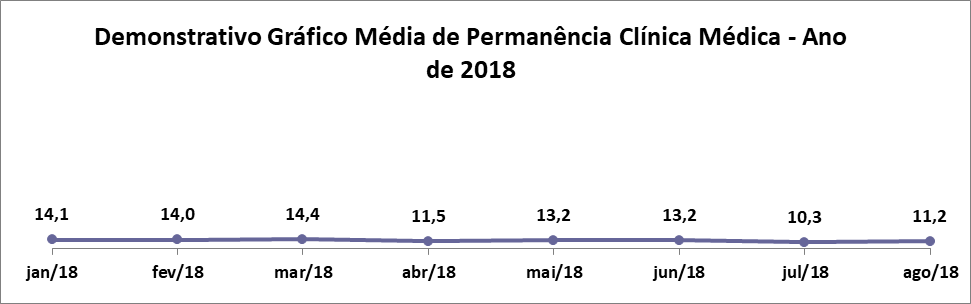 Demonstrativo Gráfico Média de Permanência Clínica Médica - Ano
de 2018
14,1 14,0 14,4 11,5 13,2 13,2 10,3 11,2
jan/18 fev/18 mar/18 abr/18 mai/18 jun/18 jul/18 ago/18